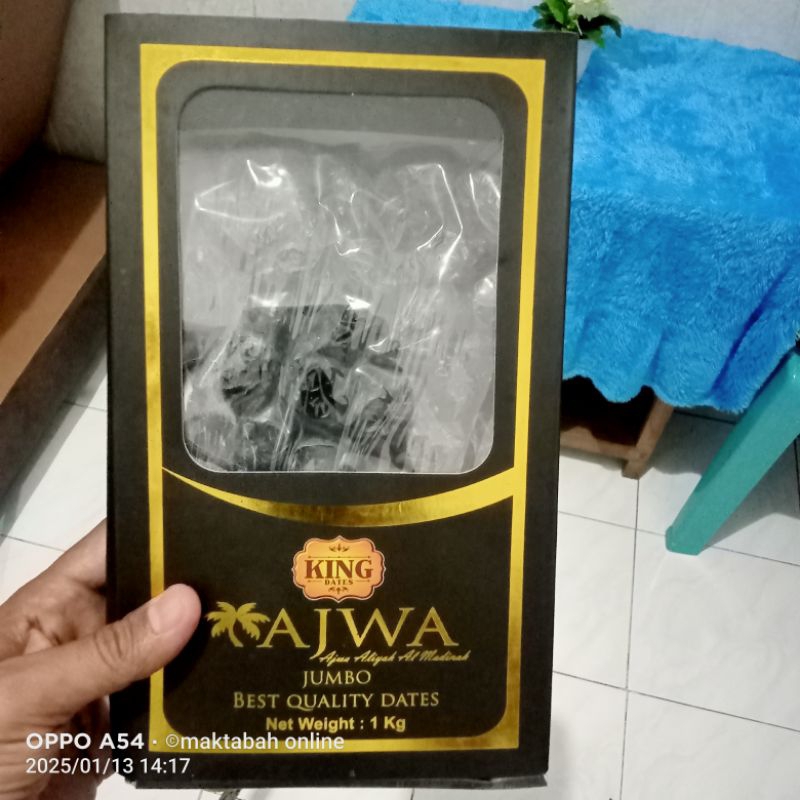 KING
DATES
AJWA
Ajwa Aliyah Al Madinah
JUMBO
BEST QUALITY DATES
Net Weight : 1 Kg
OPPO A54 · ©maktabah online
2025/01/13 14:17